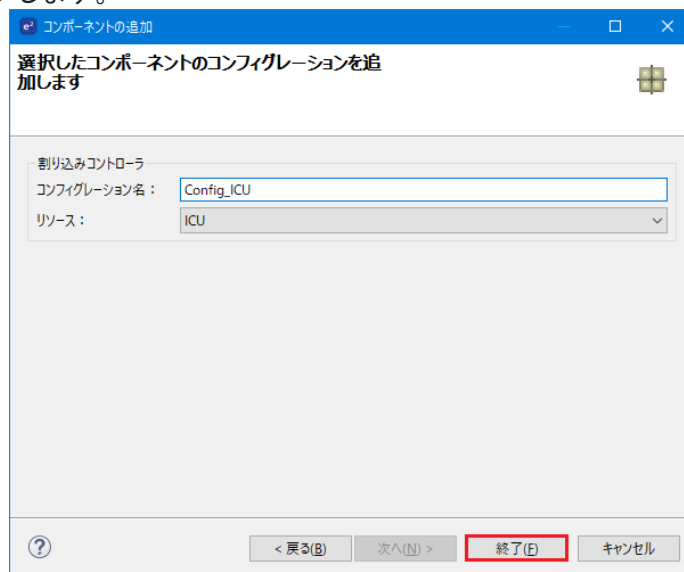 します。
e² コンポーネントの追加
選択したコンポーネントのコンフィグレーションを追
加します
割り込みコントローラ
コンフィグレーション名： Config_ICU
リソース： ICU
?
< 戻る(B) 次へ(N) > 終了(F) キャンセル